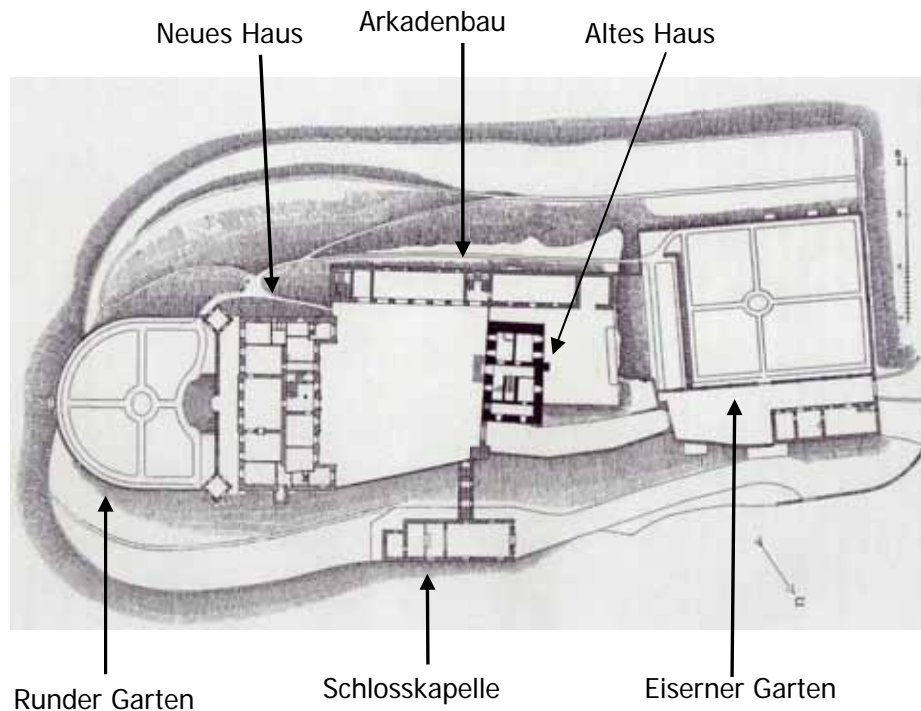 Neues Haus
Arkadenbau
Altes Haus
Runder Garten
Schlosskapelle
Eiserner Garten